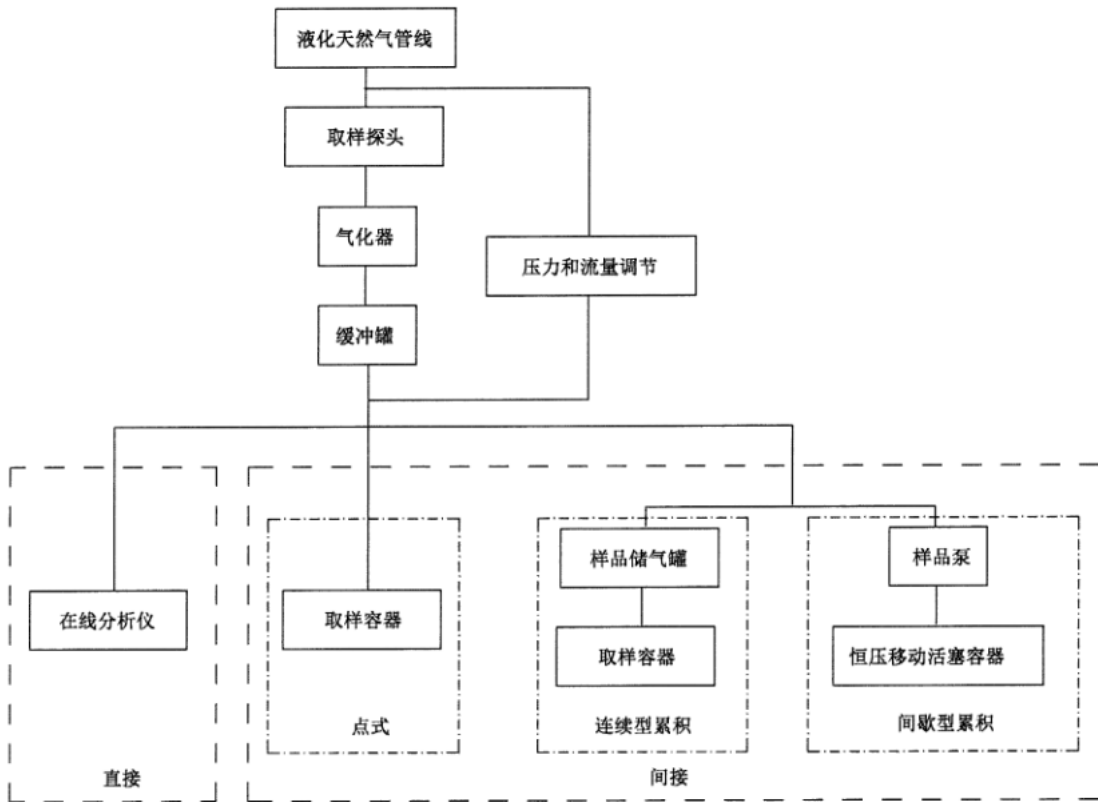 液化天然气管线
取样探头
气化器
压力和流量调节
缓冲罐
样品储气罐
样品泵
在线分析仪
取样容器
取样容器
恒压移动活塞容器
点式
连续型累积
间歇型累积
直接
间接